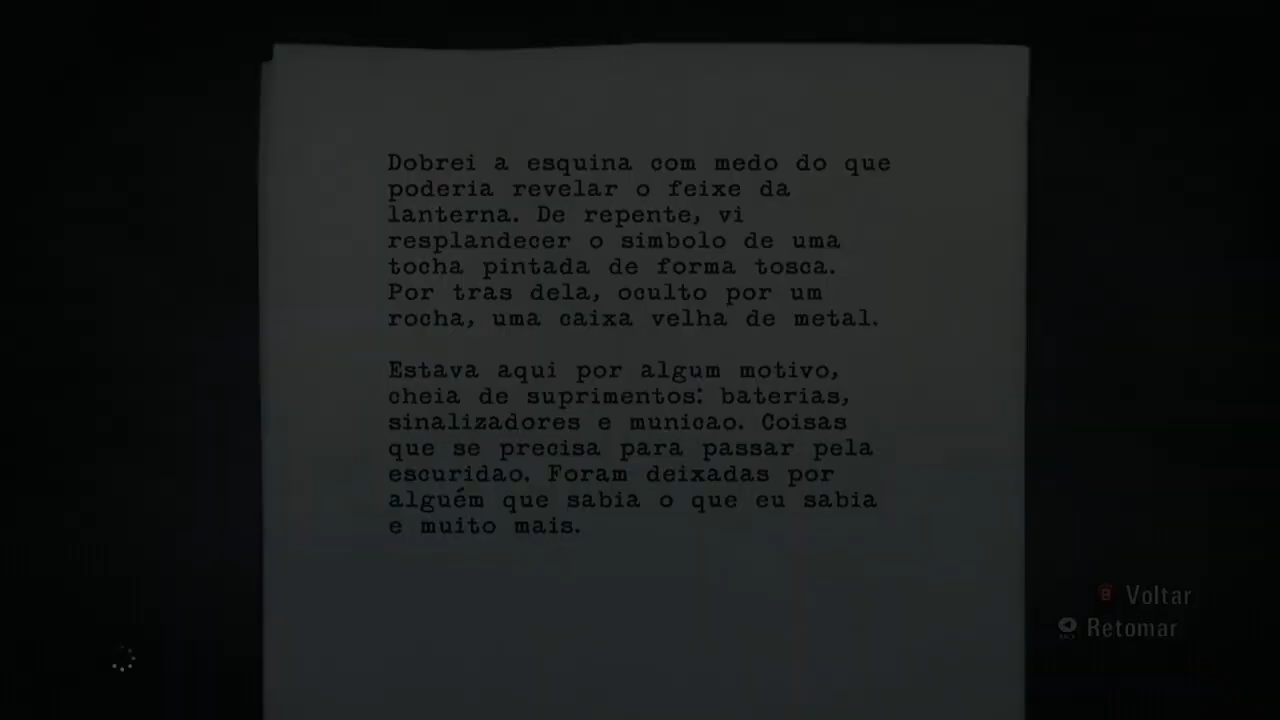 Dobrei a esquina com medo do que
poderia revelar o feixe da
lanterna. De repente, vi
resplandecer o simbolo de uma
tocha pintada de forma tosca.
Por tras dela, oculto por um
rocha, uma caixa velha de metal.
Estava aqui por algum motivo,
cheia de suprimentos: baterias,
sinalizadores e municao. Coisas
que se precisa para passar pela
escuridao. Foram deixadas por
alguém que sabia o que eu sabia
e muito mais.
B Voltar
BACK Retomar